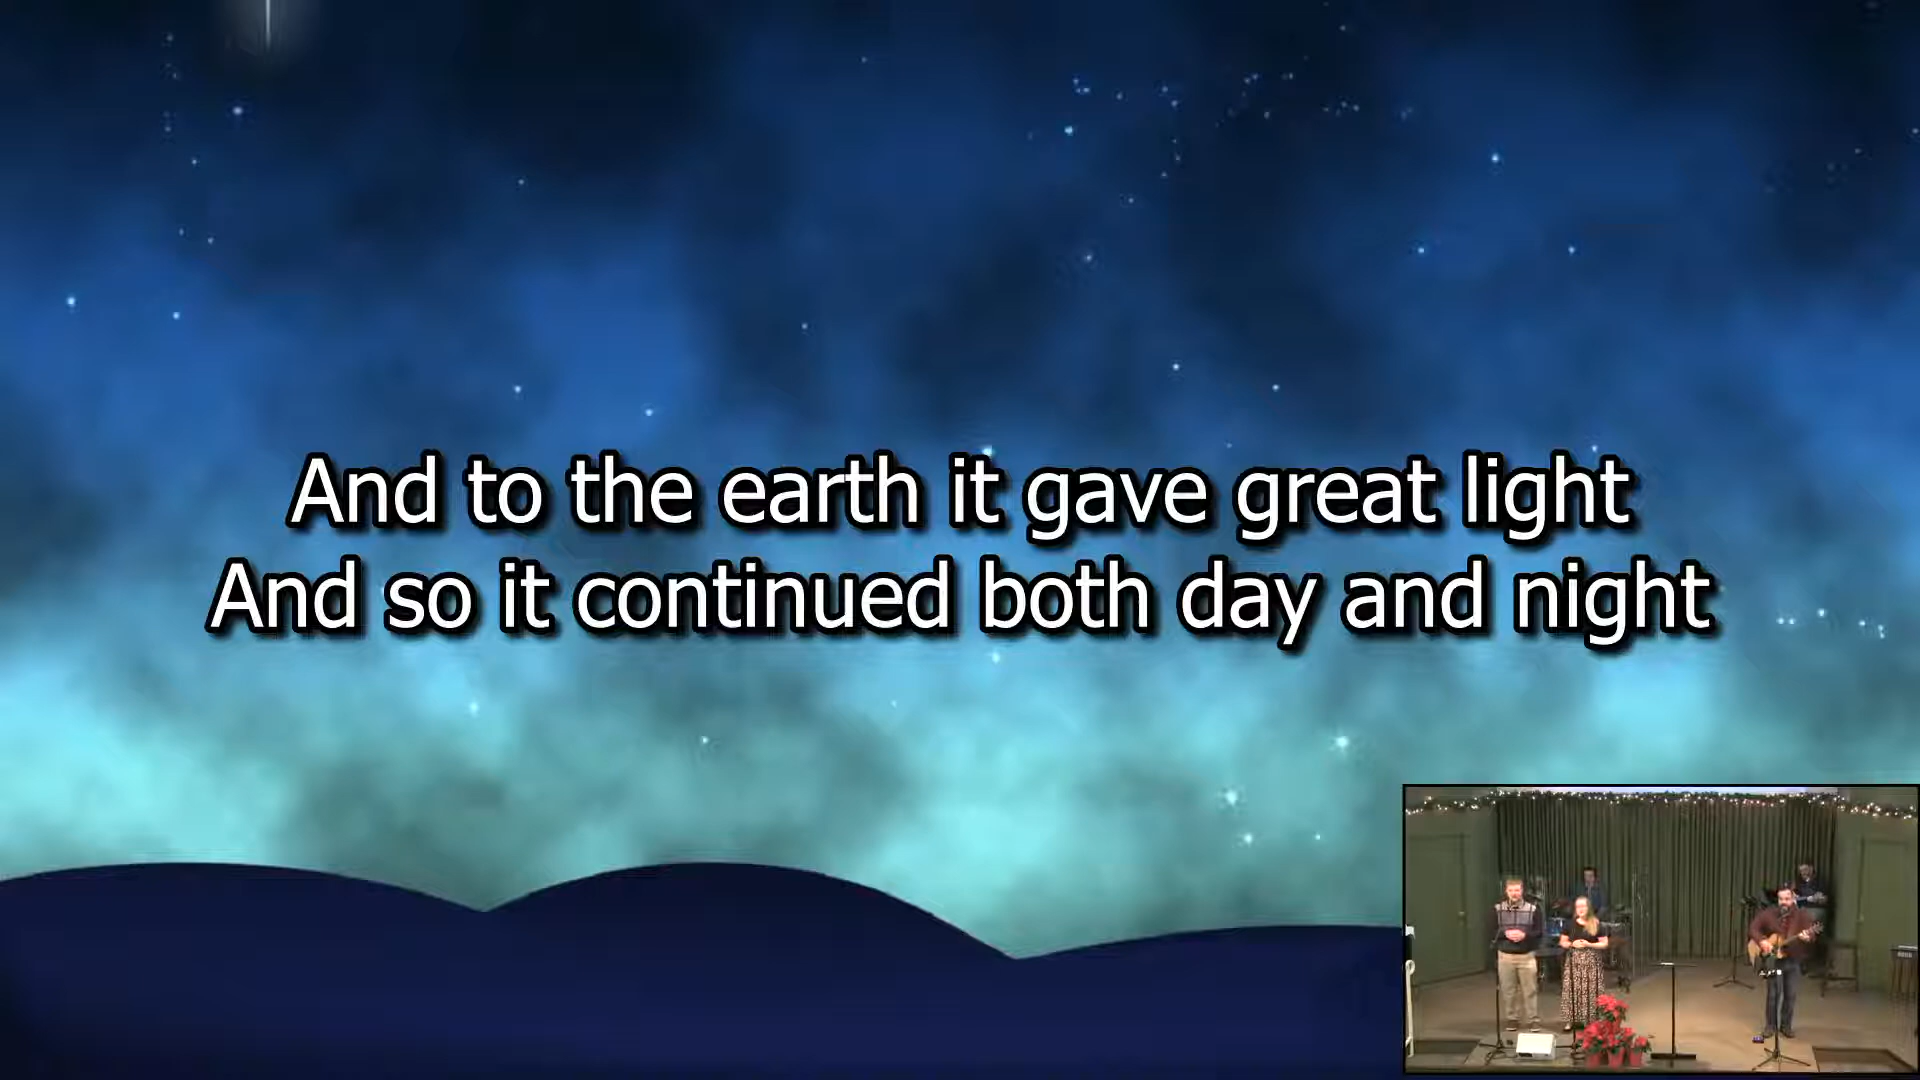 And to the earth it gave great light
And so it continued both day and night